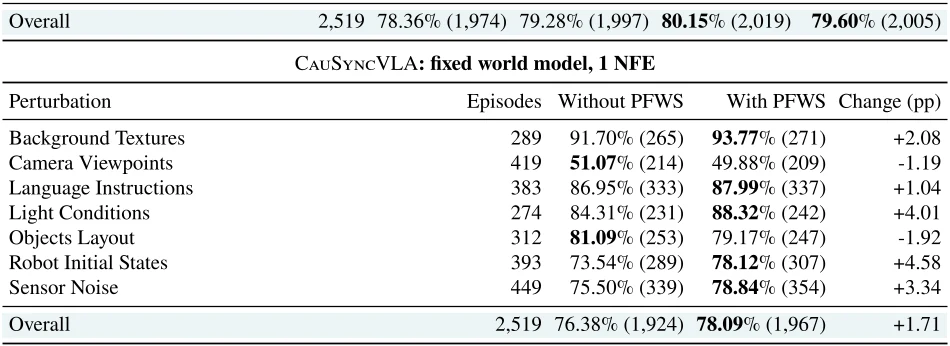 Overall 2,519 78.36% (1,974) 79.28% (1,997) 80.15% (2,019) 79.60% (2,005)
CAUSYNCVLA: fixed world model, 1 NFE
Perturbation Episodes Without PFWS With PFWS Change (pp)
Background Textures 289 91.70% (265) 93.77% (271) +2.08
Camera Viewpoints 419 51.07% (214) 49.88% (209) -1.19
Language Instructions 383 86.95% (333) 87.99% (337) +1.04
Light Conditions 274 84.31% (231) 88.32% (242) +4.01
Objects Layout 312 81.09% (253) 79.17% (247) -1.92
Robot Initial States 393 73.54% (289) 78.12% (307) +4.58
Sensor Noise 449 75.50% (339) 78.84% (354) +3.34
Overall 2,519 76.38% (1,924) 78.09% (1,967) +1.71